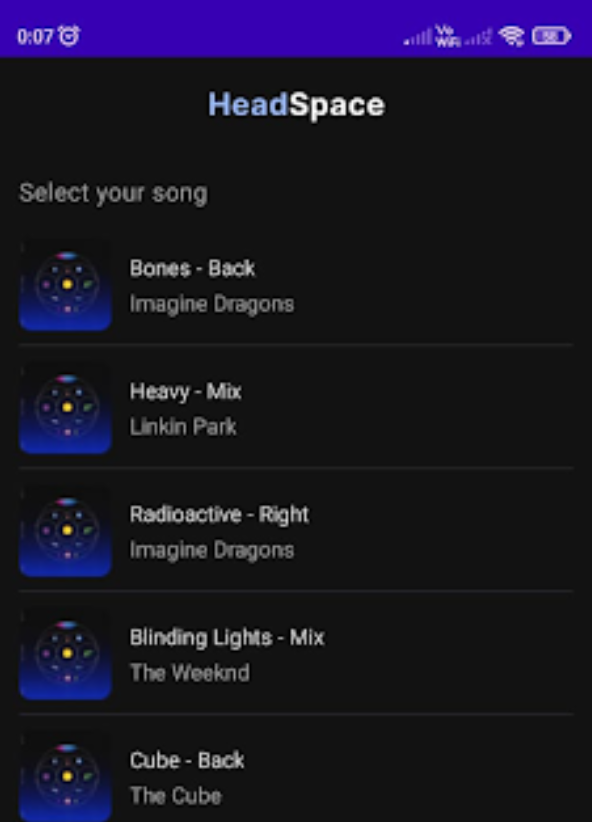 0:07
Vo
WiFi
58
HeadSpace
Select your song
Bones - Back
Imagine Dragons
Heavy - Mix
Linkin Park
Radioactive - Right
Imagine Dragons
Blinding Lights - Mix
The Weeknd
Cube - Back
The Cube